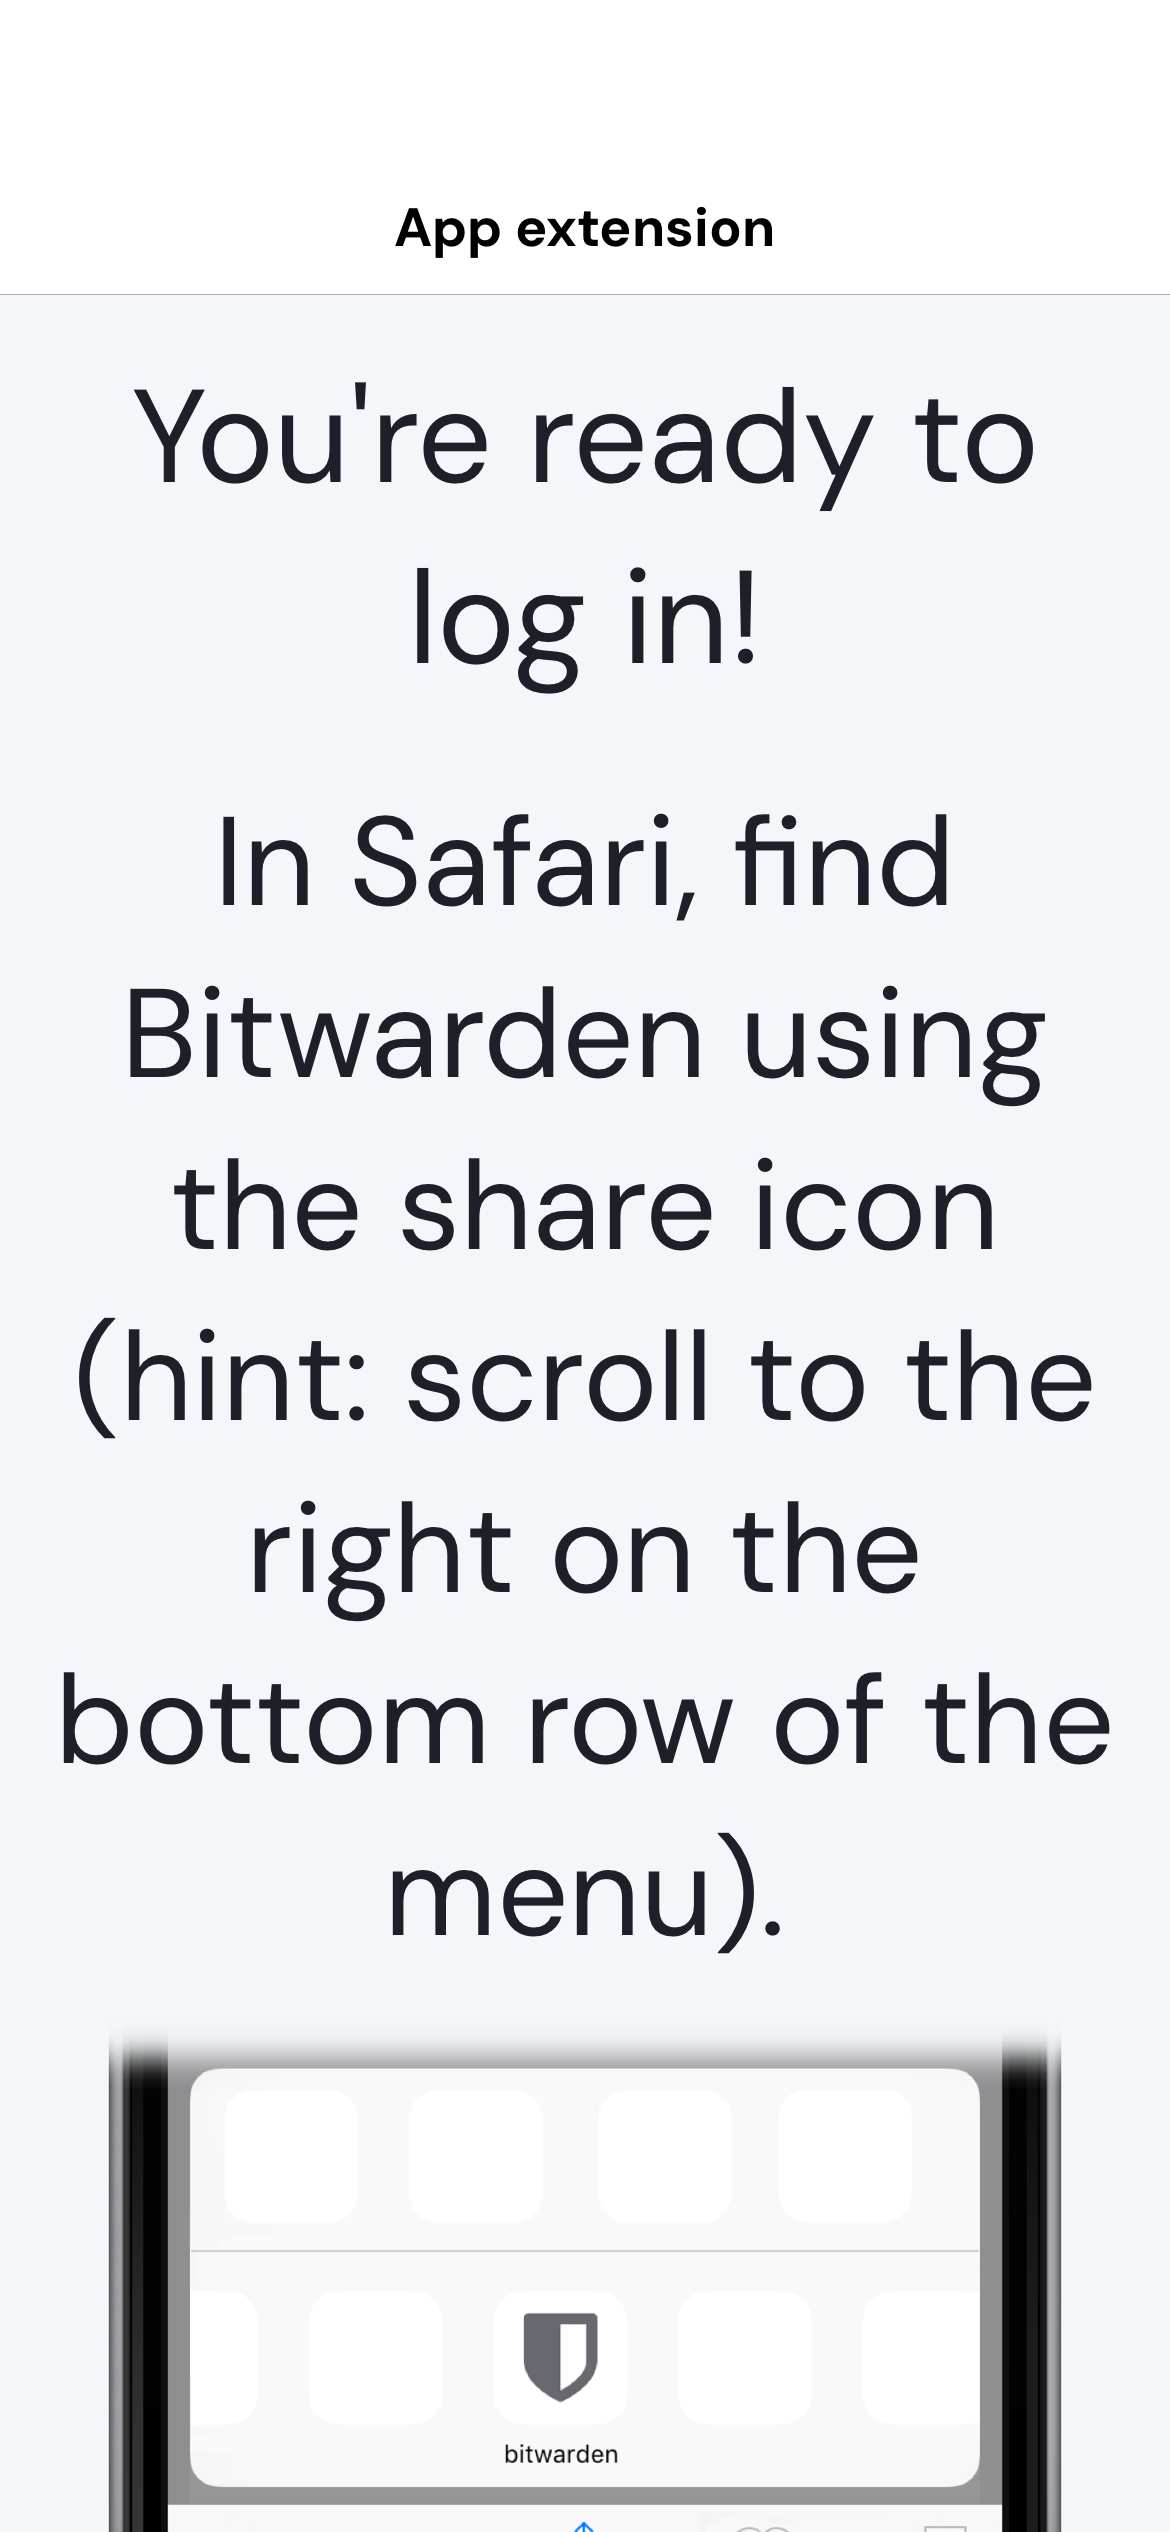 App extension
You're ready to
log in!
In Safari, find
Bitwarden using
the share icon
(hint: scroll to the
right on the
bottom row of the
menu).
bitwarden